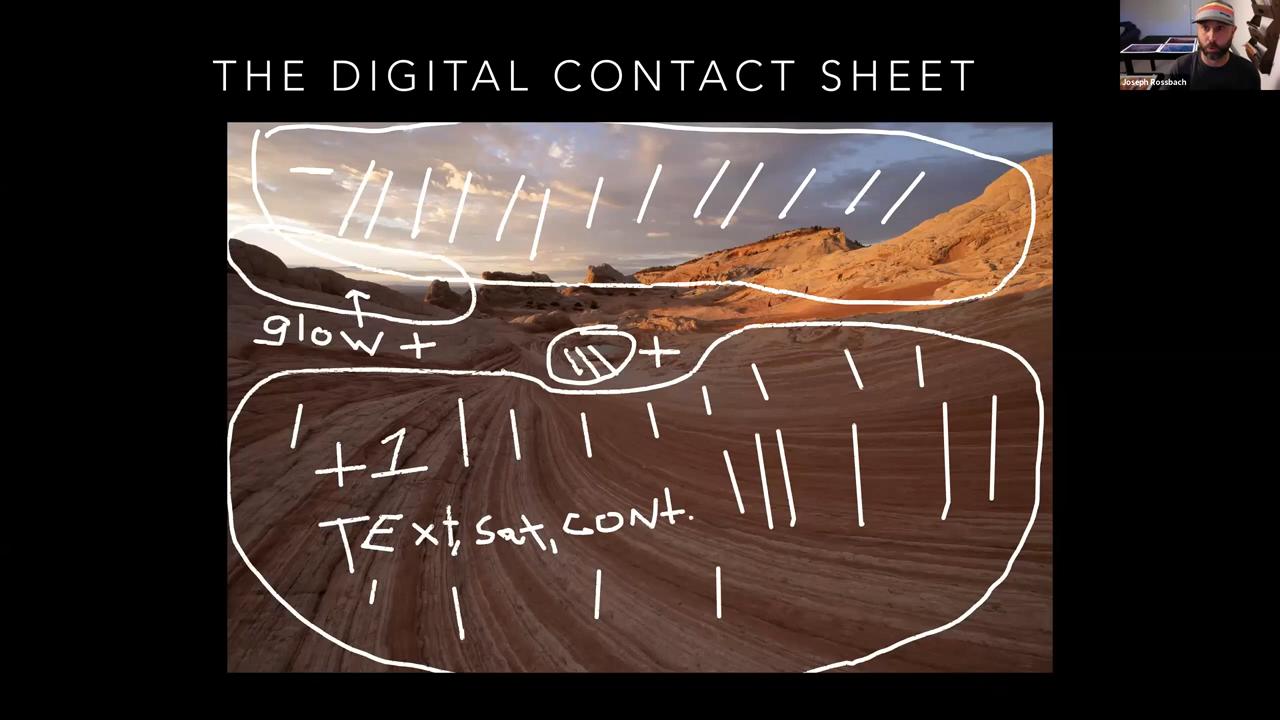 THE DIGITAL CONTACT SHEET
Joseph Rossbach
glow +
+
+1
TExt, Sat, CONt.